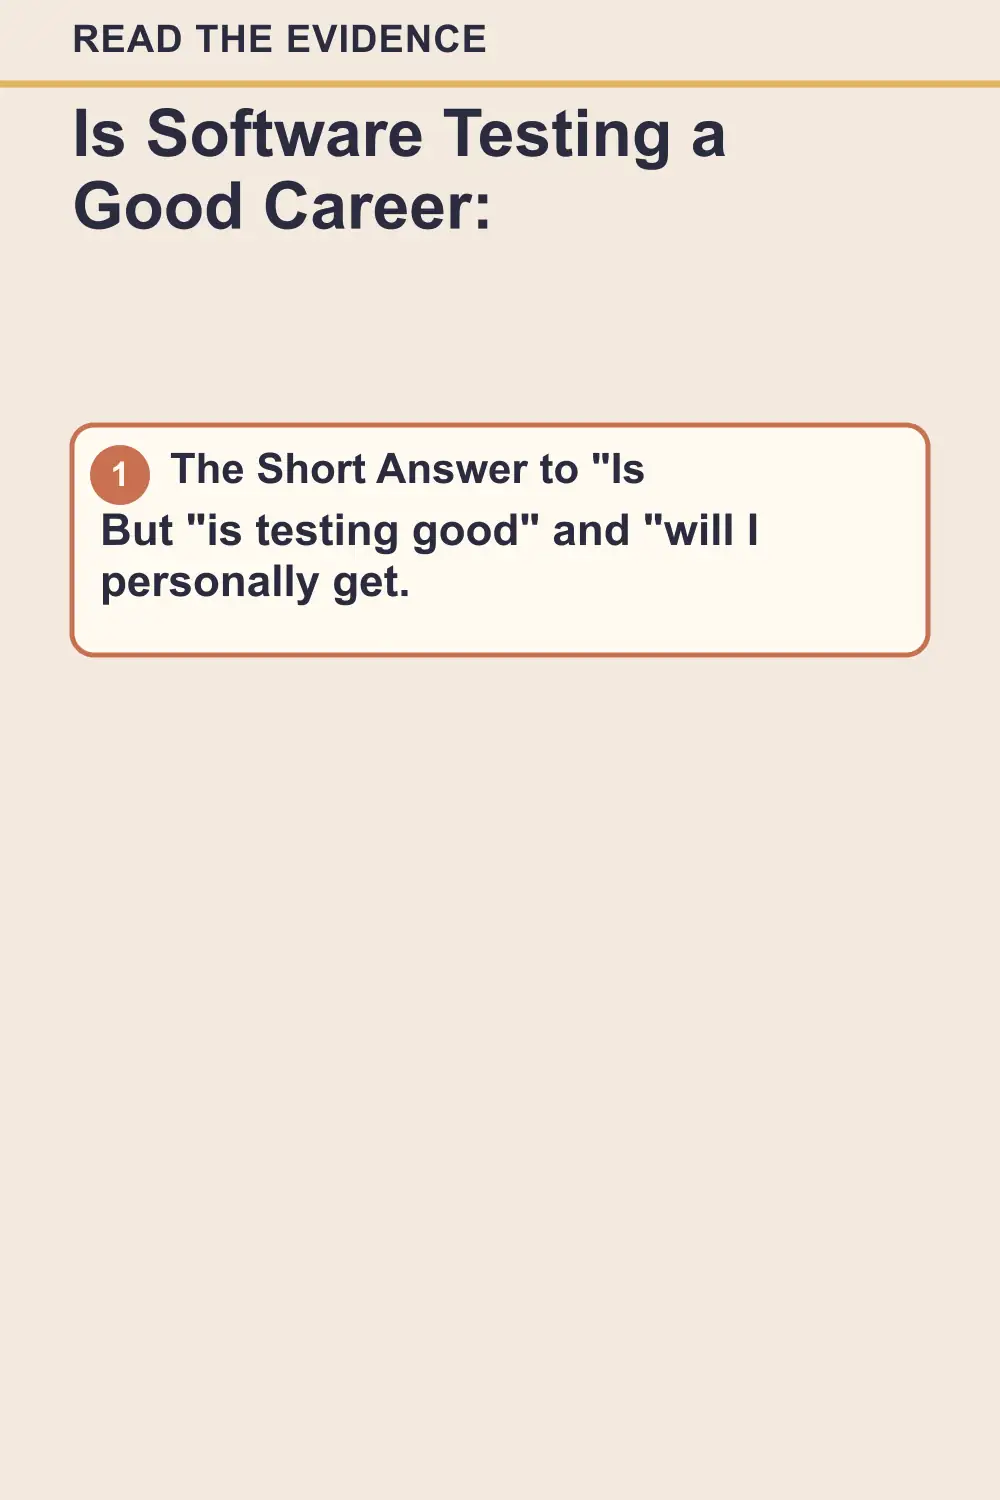 READ THE EVIDENCE
Is Software Testing a
Good Career:
1 The Short Answer to "Is
But "is testing good" and "will I
personally get.